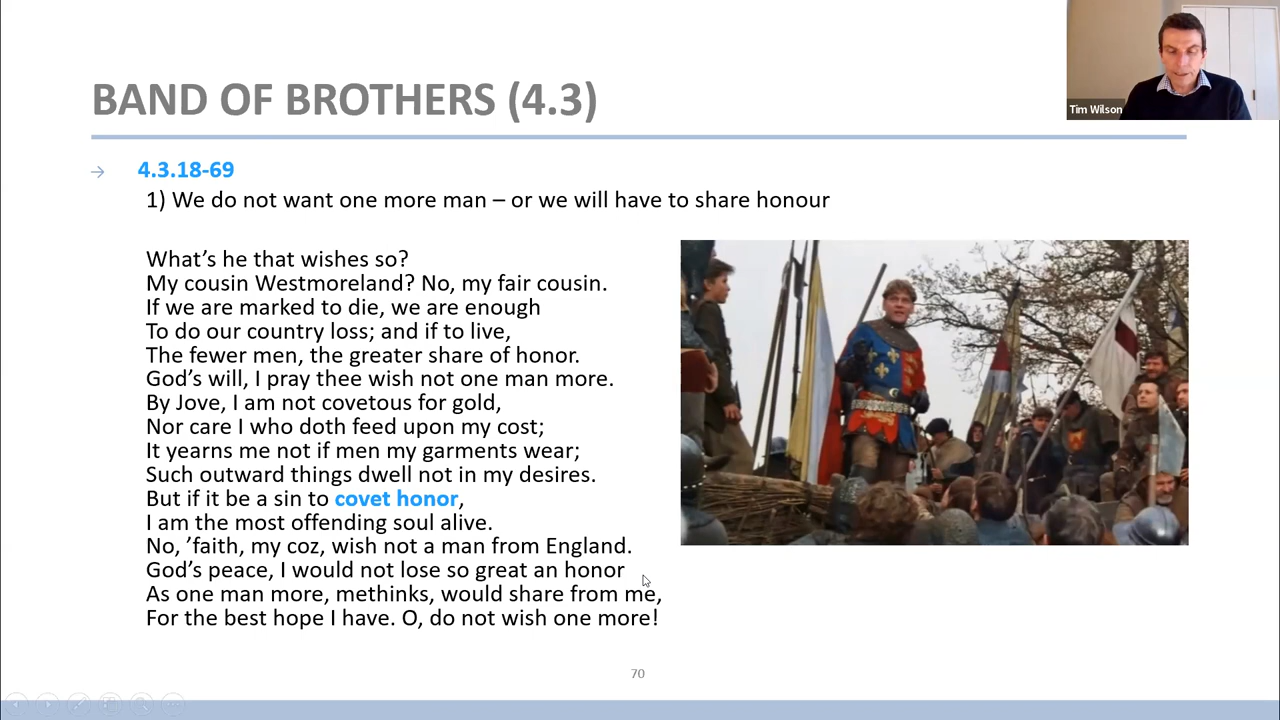 BAND OF BROTHERS (4.3)
Tim Wilson
→ 4.3.18-69
1) We do not want one more man – or we will have to share honour
What's he that wishes so?
My cousin Westmoreland? No, my fair cousin.
If we are marked to die, we are enough
To do our country loss; and if to live,
The fewer men, the greater share of honor.
God's will, I pray thee wish not one man more.
By Jove, I am not covetous for gold,
Nor care I who doth feed upon my cost;
It yearns me not if men my garments wear;
Such outward things dwell not in my desires.
But if it be a sin to covet honor,
I am the most offending soul alive.
No, ’faith, my coz, wish not a man from England.
God's peace, I would not lose so great an honor
As one man more, methinks, would share from me,
For the best hope I have. O, do not wish one more!
70